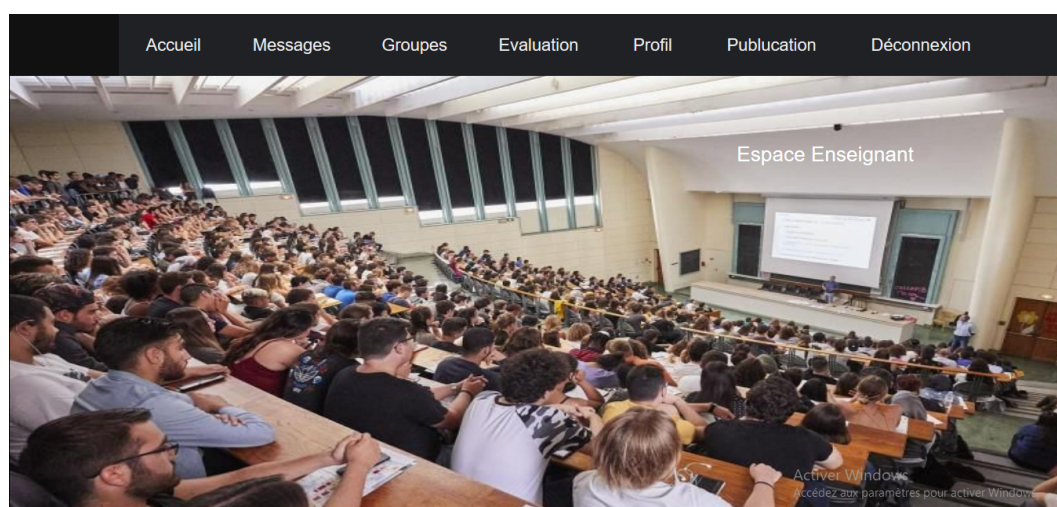 Accueil Messages Groupes Evaluation Profil Publucation Déconnexion
Espace Enseignant
Activer Windows
Accédez aux paramètres pour activer Windows